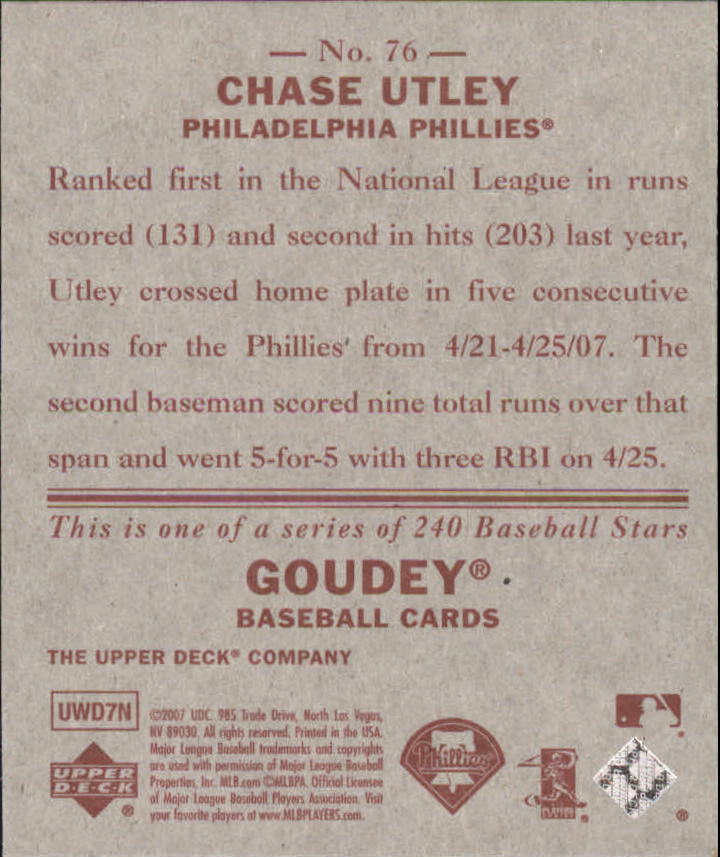 — No. 76 —
CHASE UTLEY
PHILADELPHIA PHILLIES®
Ranked first in the National League in runs
scored (131) and second in hits (203) last year,
Utley crossed home plate in five consecutive
wins for the Phillies' from 4/21-4/25/07. The
second baseman scored nine total runs over that
span and went 5-for-5 with three RBI on 4/25.
This is one of a series of 240 Baseball Stars
GOUDEY®
BASEBALL CARDS
THE UPPER DECK® COMPANY
UWD7N
UPPER
D·E·C·K
®
©2007 UDC. 985 Trade Drive, North Las Vegas,
NV 89030. All rights reserved. Printed in the USA.
Major League Baseball trademarks and copyrights
are used with permission of Major League Baseball
Properties, Inc. MLB.com ©MLBPA. Official Licensee
of Major League Baseball Players Association. Visit
your favorite players at www.MLBPLAYERS.com.
Phillies
PLAYERS
®
®